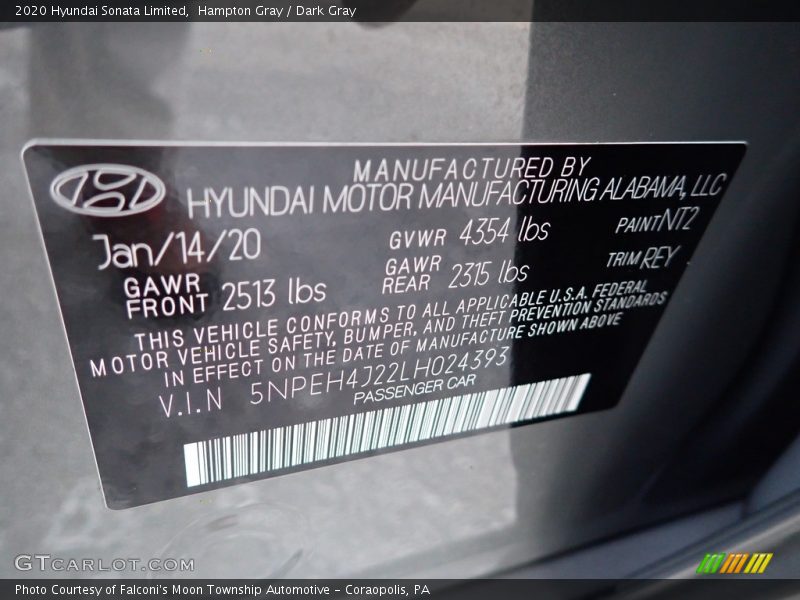 2020 Hyundai Sonata Limited,  Hampton Gray / Dark Gray
MANUFACTURED BY
HYUNDAI MOTOR MANUFACTURING ALABAMA, LLC
Jan/14/20 GVWR 4354 lbs PAINT NT2
GAWR FRONT 2513 lbs GAWR REAR 2315 lbs TRIM REY
THIS VEHICLE CONFORMS TO ALL APPLICABLE U.S.A. FEDERAL
MOTOR VEHICLE SAFETY, BUMPER, AND THEFT PREVENTION STANDARDS
IN EFFECT ON THE DATE OF MANUFACTURE SHOWN ABOVE
V.I.N 5NPEH4J22LH024393
PASSENGER CAR
GTCARLOT.COM
Photo Courtesy of Falconi's Moon Township Automotive – Coraopolis, PA